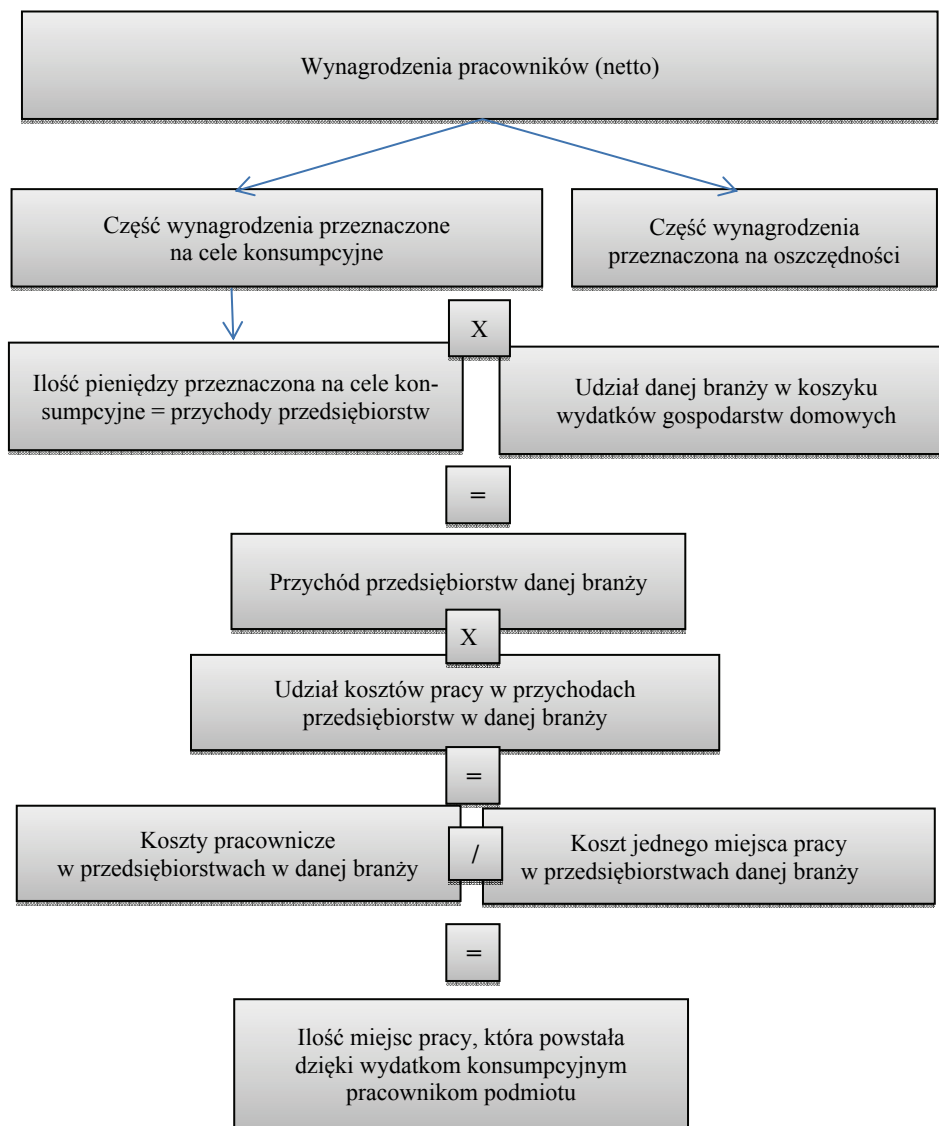 Wynagrodzenia pracowników (netto)
Część wynagrodzenia przeznaczone
na cele konsumpcyjne
Część wynagrodzenia
przeznaczona na oszczędności
X
Ilość pieniędzy przeznaczona na cele kon-
sumpcyjne = przychody przedsiębiorstw
Udział danej branży w koszyku
wydatków gospodarstw domowych
=
Przychód przedsiębiorstw danej branży
X
Udział kosztów pracy w przychodach
przedsiębiorstw w danej branży
=
Koszty pracownicze
w przedsiębiorstwach w danej branży
/
Koszt jednego miejsca pracy
w przedsiębiorstwach danej branży
=
Ilość miejsc pracy, która powstała
dzięki wydatkom konsumpcyjnym
pracownikom podmiotu